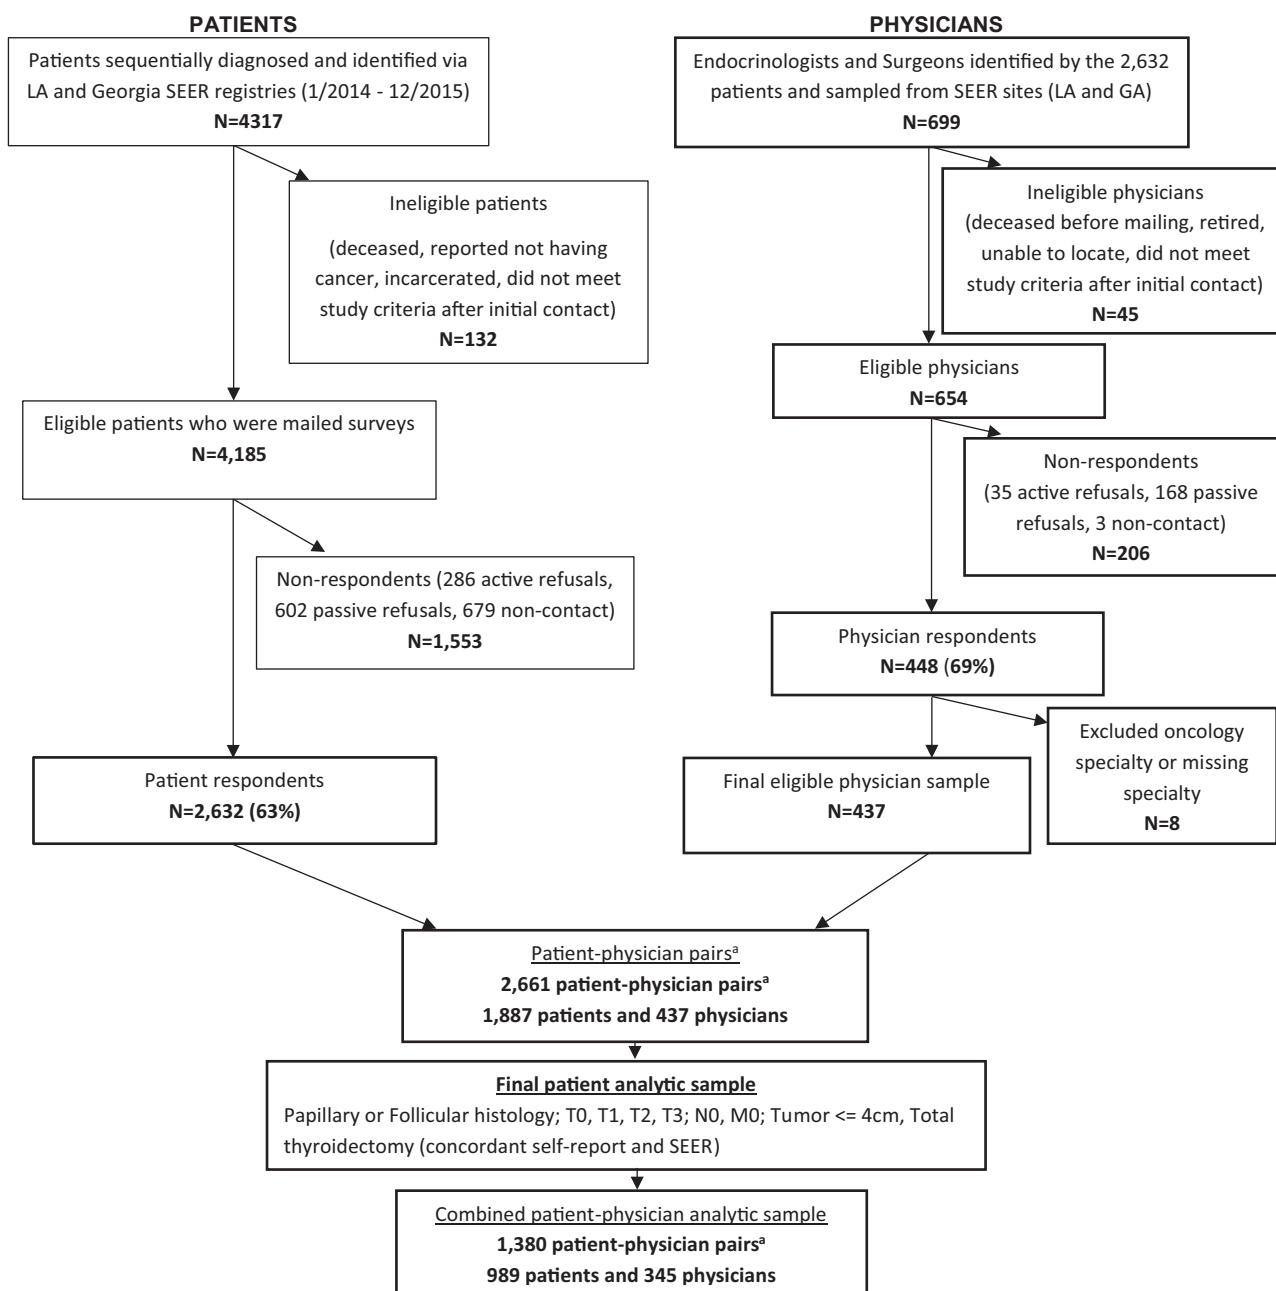 PATIENTS
Patients sequentially diagnosed and identified via
LA and Georgia SEER registries (1/2014 - 12/2015)
N=4317
Ineligible patients
(deceased, reported not having
cancer, incarcerated, did not meet
study criteria after initial contact)
N=132
Eligible patients who were mailed surveys
N=4,185
Non-respondents (286 active refusals,
602 passive refusals, 679 non-contact)
N=1,553
Patient respondents
N=2,632 (63%)
PHYSICIANS
Endocrinologists and Surgeons identified by the 2,632
patients and sampled from SEER sites (LA and GA)
N=699
Ineligible physicians
(deceased before mailing, retired,
unable to locate, did not meet
study criteria after initial contact)
N=45
Eligible physicians
N=654
Non-respondents
(35 active refusals, 168 passive
refusals, 3 non-contact)
N=206
Physician respondents
N=448 (69%)
Excluded oncology
specialty or missing
specialty
N=8
Final eligible physician sample
N=437
Patient-physician pairsª
2,661 patient-physician pairsª
1,887 patients and 437 physicians
Final patient analytic sample
Papillary or Follicular histology; T0, T1, T2, T3; N0, M0; Tumor <= 4cm, Total
thyroidectomy (concordant self-report and SEER)
Combined patient-physician analytic sample
1,380 patient-physician pairsª
989 patients and 345 physicians